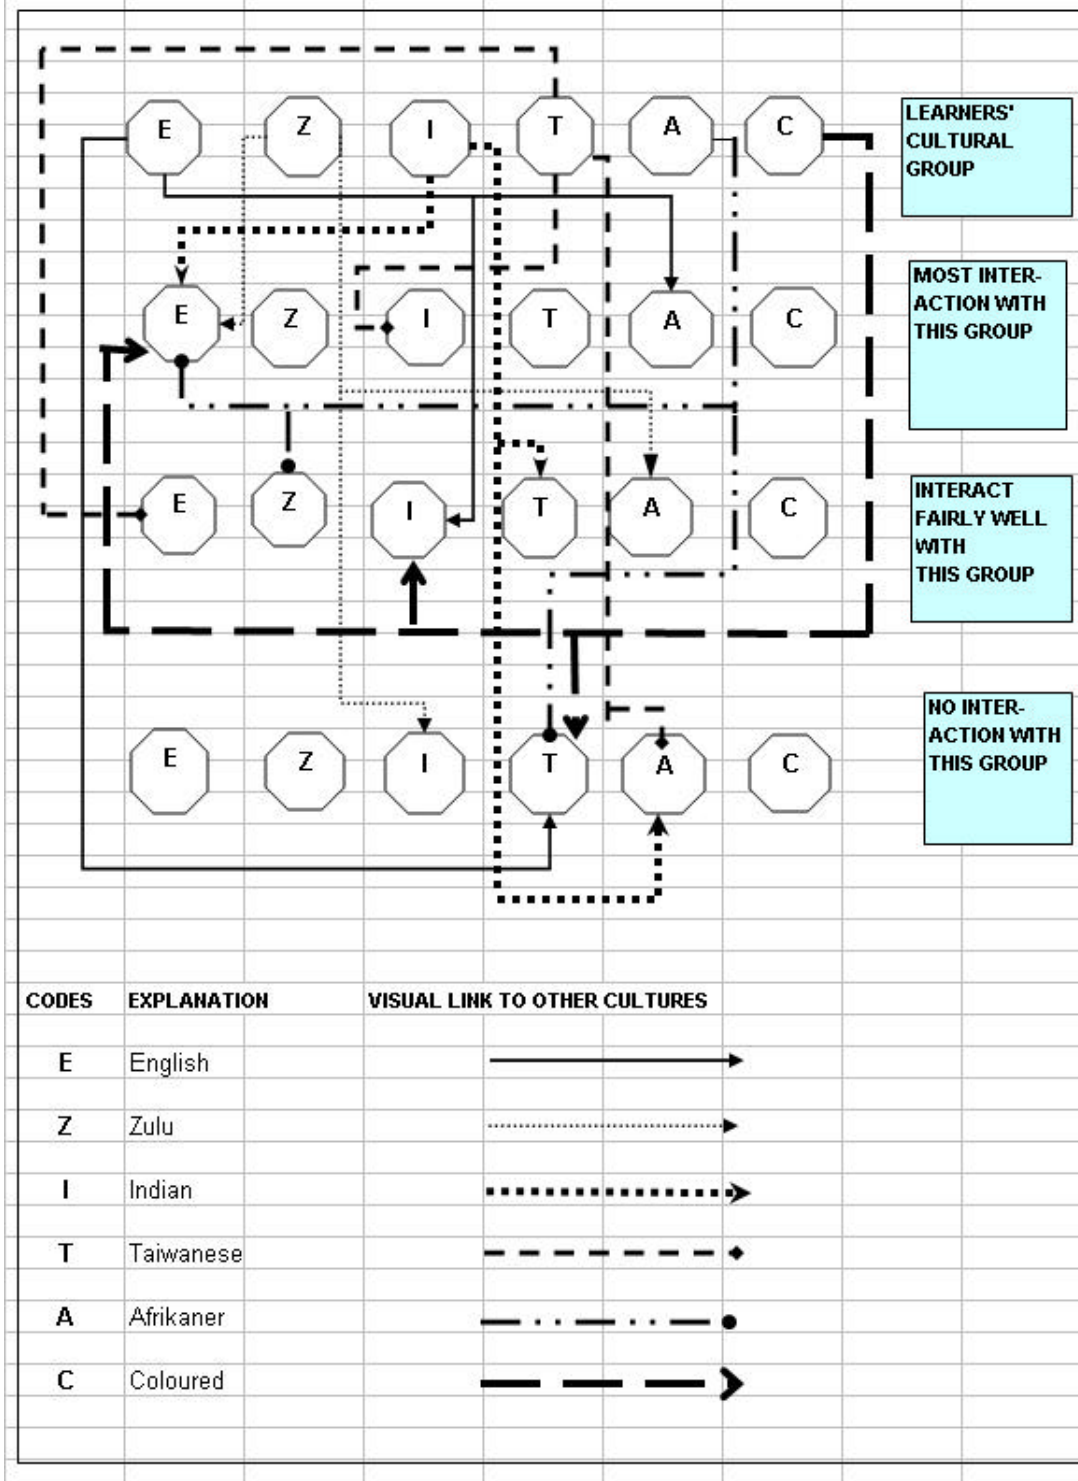 E Z I T A C
LEARNERS'
CULTURAL
GROUP
E Z I T A C
MOST INTER-
ACTION WITH
THIS GROUP
E Z I T A C
INTERACT
FAIRLY WELL
WITH
THIS GROUP
E Z I T A C
NO INTER-
ACTION WITH
THIS GROUP
CODES EXPLANATION VISUAL LINK TO OTHER CULTURES
E English
Z Zulu
I Indian
T Taiwanese
A Afrikaner
C Coloured